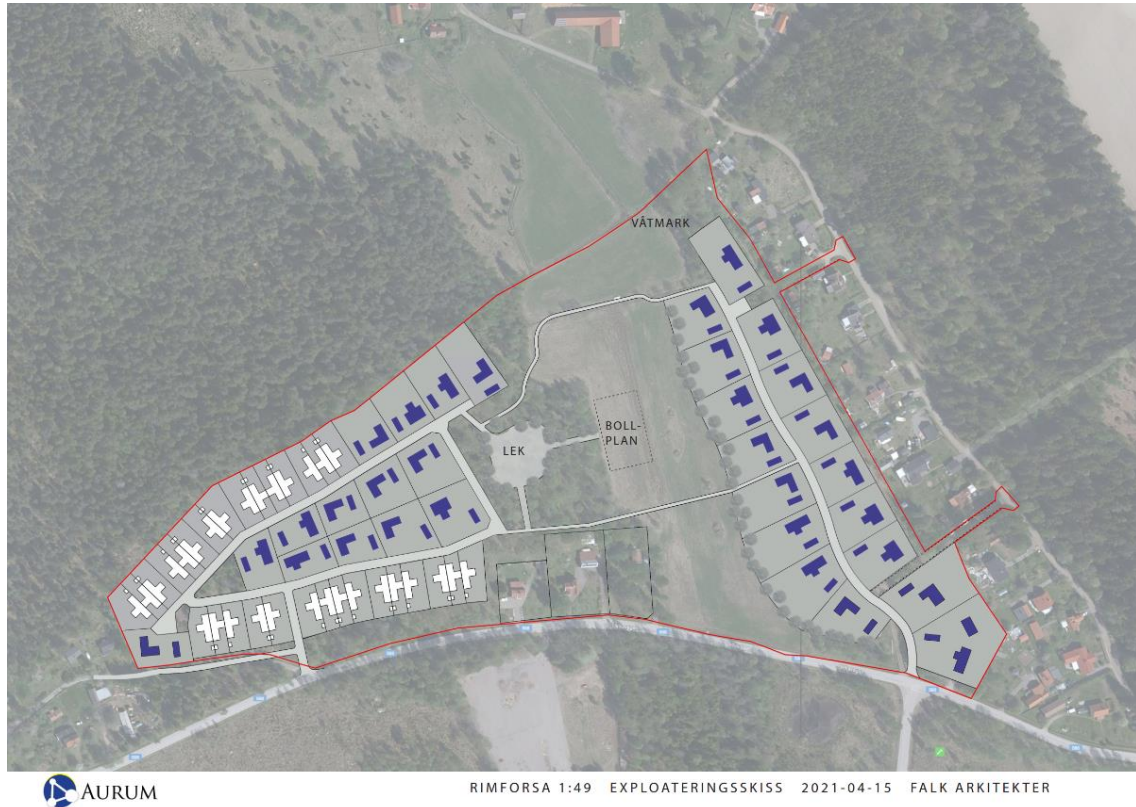 VÅTMARK
BOLL-
PLAN
LEK
AURUM
RIMFORSA 1:49 EXPLOATERINGSSKISS 2021-04-15 FALK ARKITEKTER